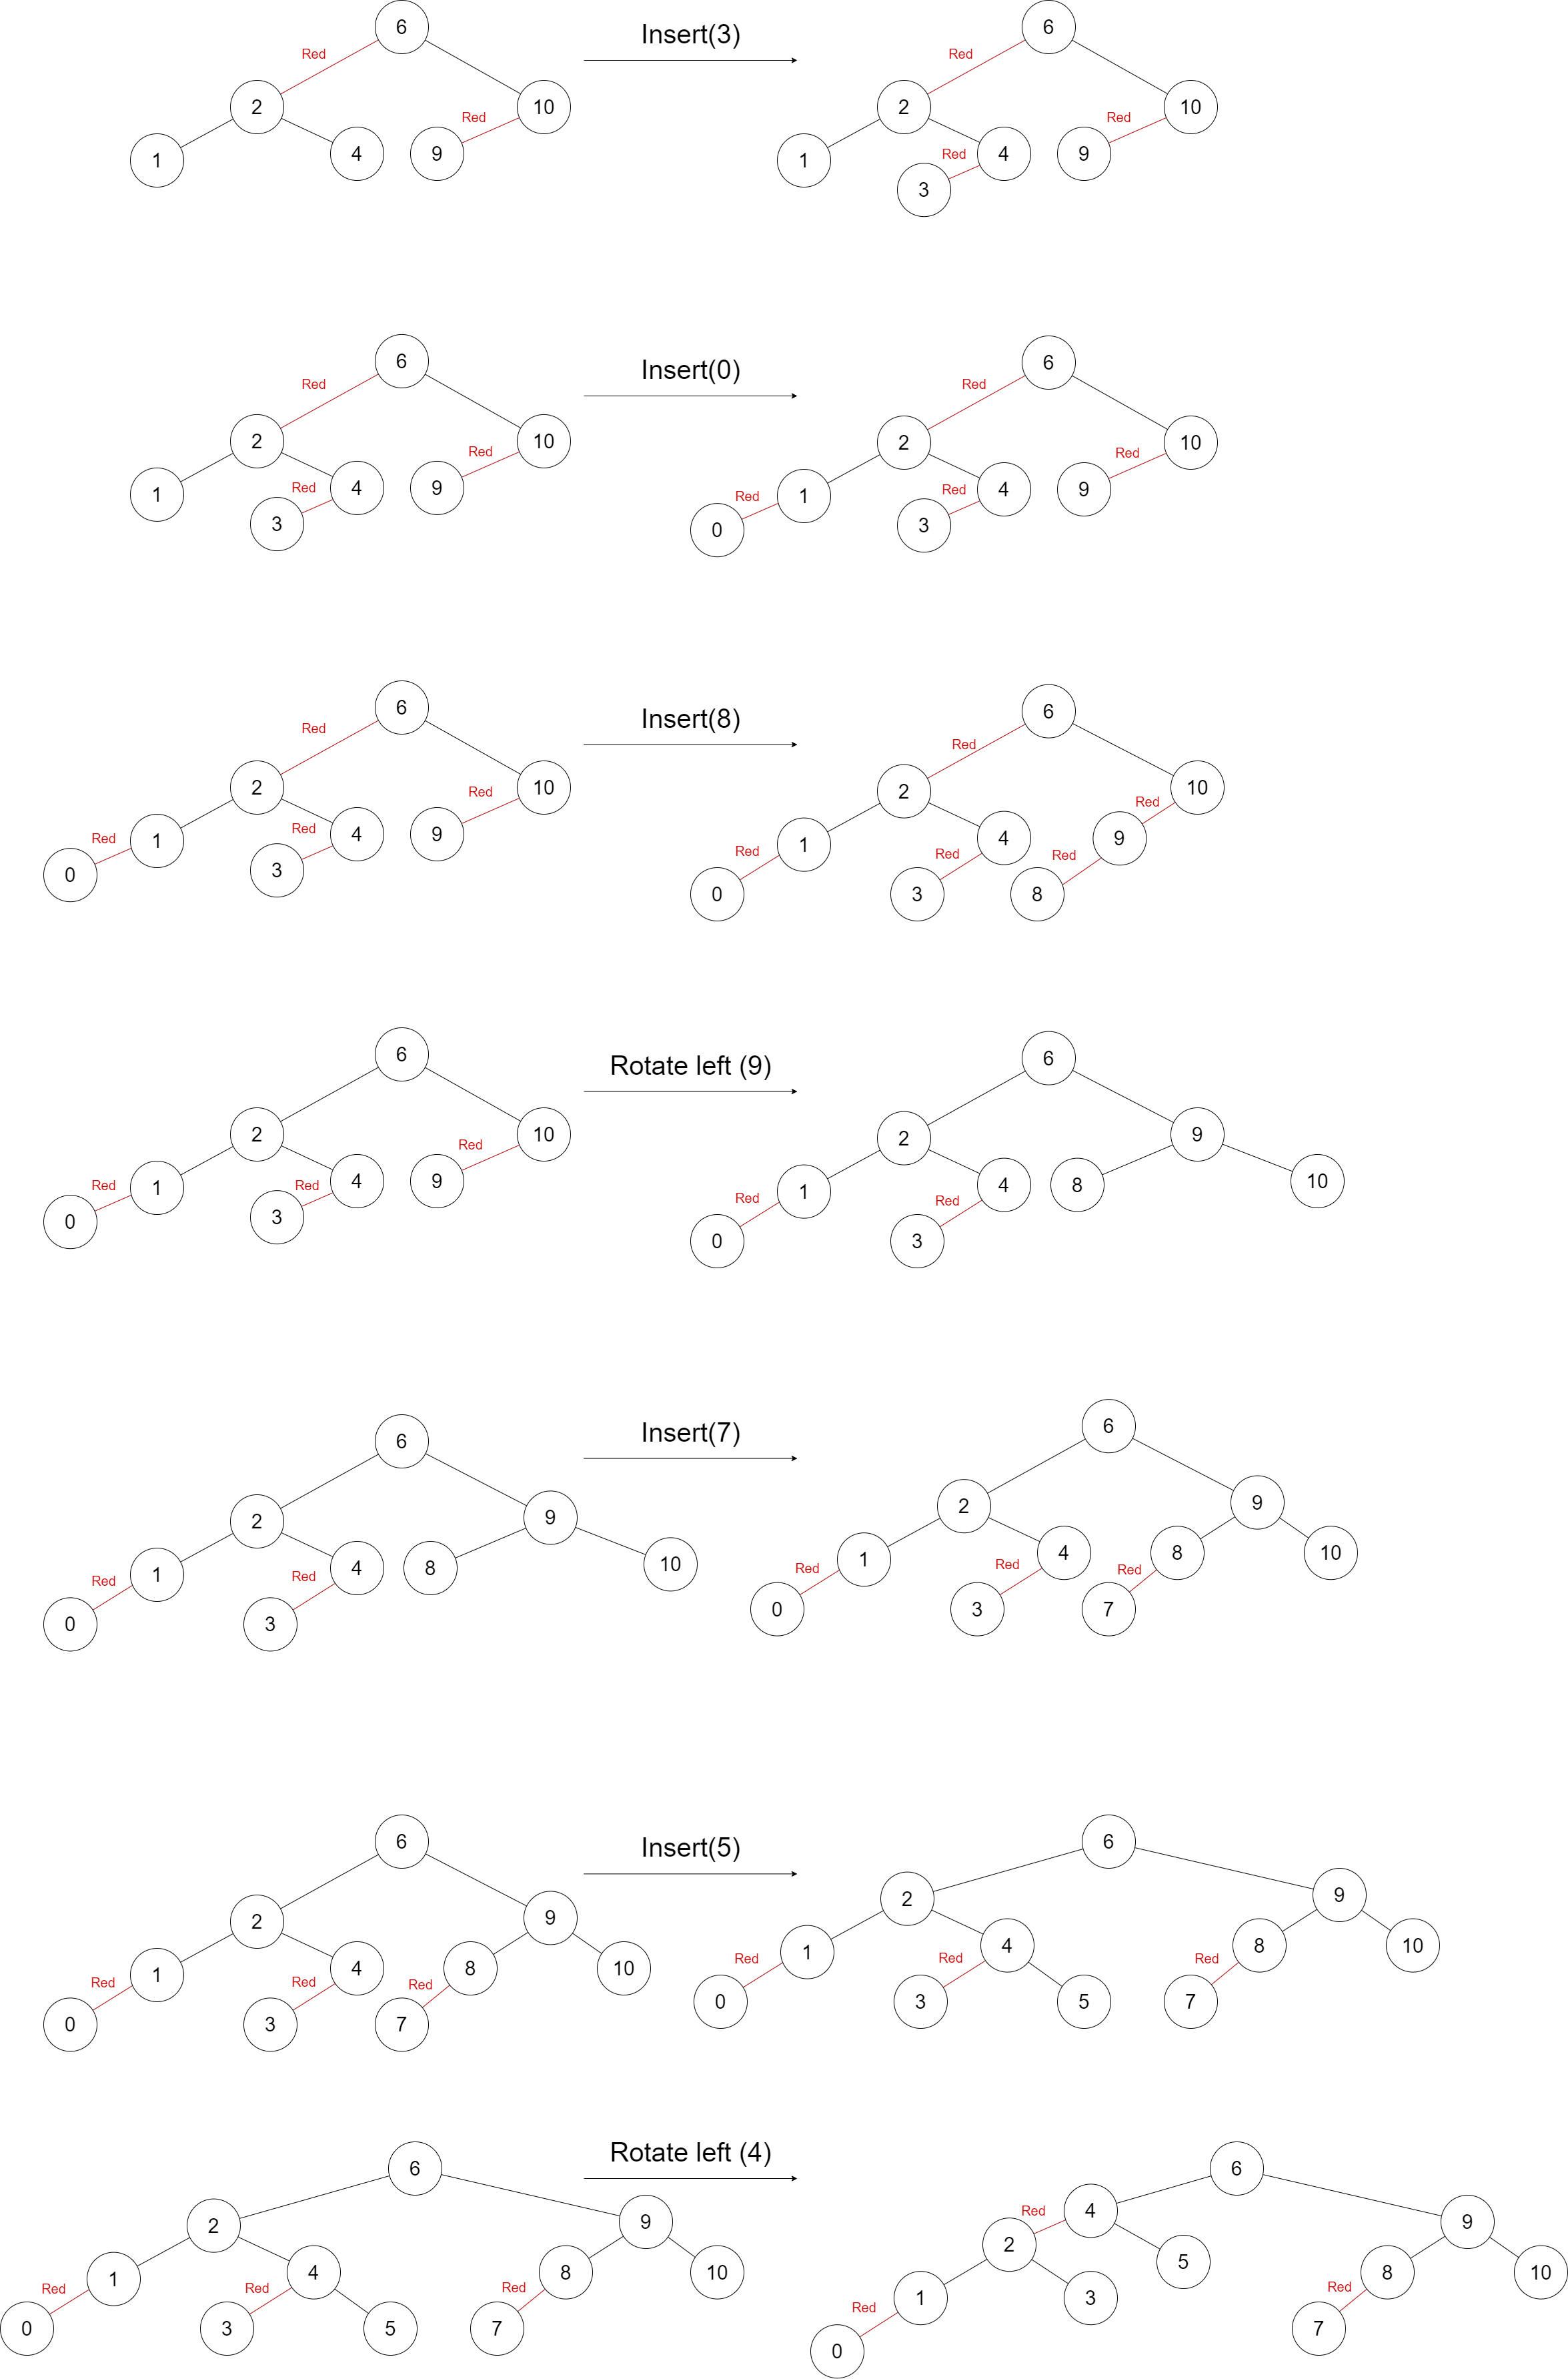 6
Red
2 10
Red
1 4 9
Insert(3)
6
Red
2 10
Red
1 Red 4 9
3
6
Red
2 10
Red
1 Red 4 9
3
Insert(0)
6
Red
2 10
Red
Red 1 Red 4 9
0 3
6
Red
2 10
Red
Red 1 Red 4 9
0 3
Insert(8)
6
Red
2 10
Red
Red 1 Red 4 Red 9
0 3 8
6
2 10
Red
Red 1 Red 4 9
0 3
Rotate left (9)
6
2 9
Red 1 Red 4 8 10
0 3
6
2 9
Red 1 Red 4 8 10
0 3
Insert(7)
6
2 9
1 4 8 10
Red Red Red
0 3 7
6
2 9
1 4 8 10
Red Red Red
0 3 7
Insert(5)
6
2 9
1 4 8 10
Red Red Red
0 3 5 7
6
2 9
1 4 8 10
Red Red Red
0 3 5 7
Rotate left (4)
6
Red 4 9
2 5 8 10
1 3
Red Red
0 7